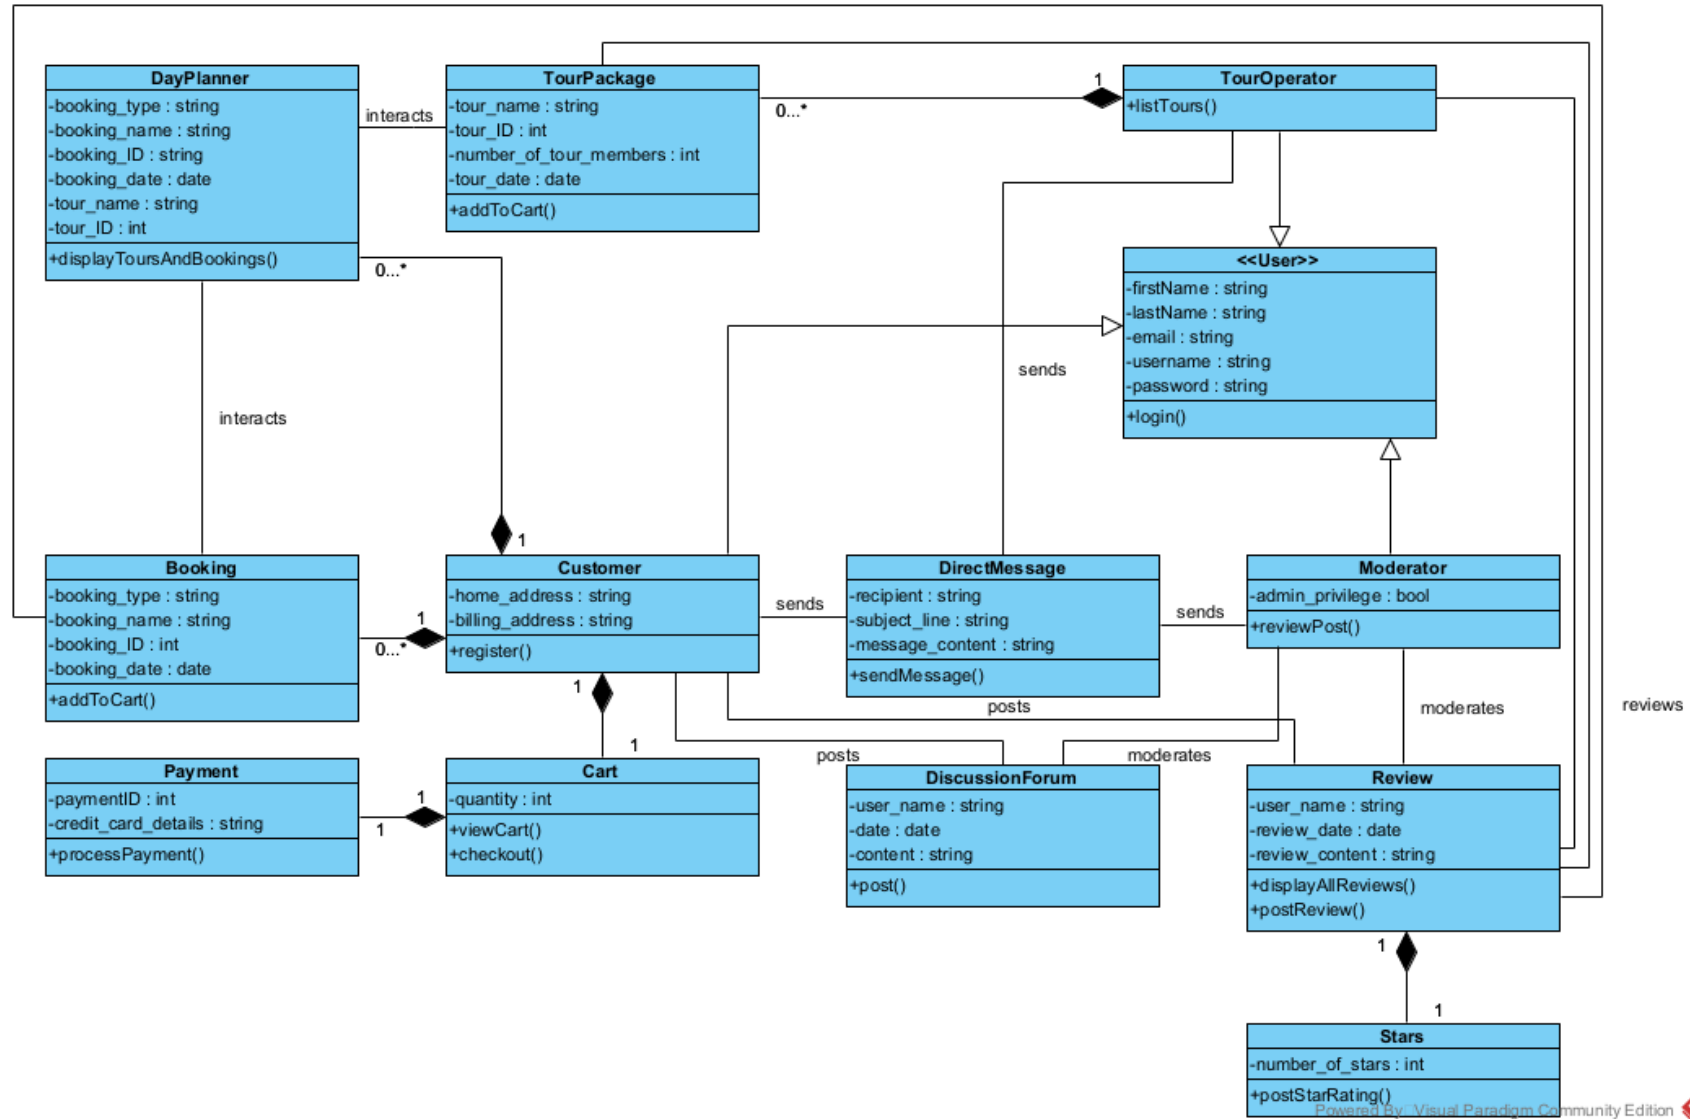 DayPlanner
-booking_type : string
-booking_name : string
-booking_ID : string
-booking_date : date
-tour_name : string
-tour_ID : int
+displayToursAndBookings()
interacts
TourPackage
-tour_name : string
-tour_ID : int
-number_of_tour_members : int
-tour_date : date
+addToCart()
0...*
1
TourOperator
+listTours()
0...*
<<User>>
-firstName : string
-lastName : string
-email : string
-username : string
-password : string
+login()
sends
interacts
1
Booking
-booking_type : string
-booking_name : string
-booking_ID : int
-booking_date : date
+addToCart()
1
0...*
Customer
-home_address : string
-billing_address : string
+register()
sends
DirectMessage
-recipient : string
-subject_line : string
-message_content : string
+sendMessage()
sends
Moderator
-admin_privilege : bool
+reviewPost()
1
1
posts
posts
moderates
moderates
reviews
Payment
-paymentID : int
-credit_card_details : string
+processPayment()
1
1
Cart
-quantity : int
+viewCart()
+checkout()
DiscussionForum
-user_name : string
-date : date
-content : string
+post()
Review
-user_name : string
-review_date : date
-review_content : string
+displayAllReviews()
+postReview()
1
1
Stars
-number_of_stars : int
+postStarRating()
Powered By Visual Paradigm Community Edition